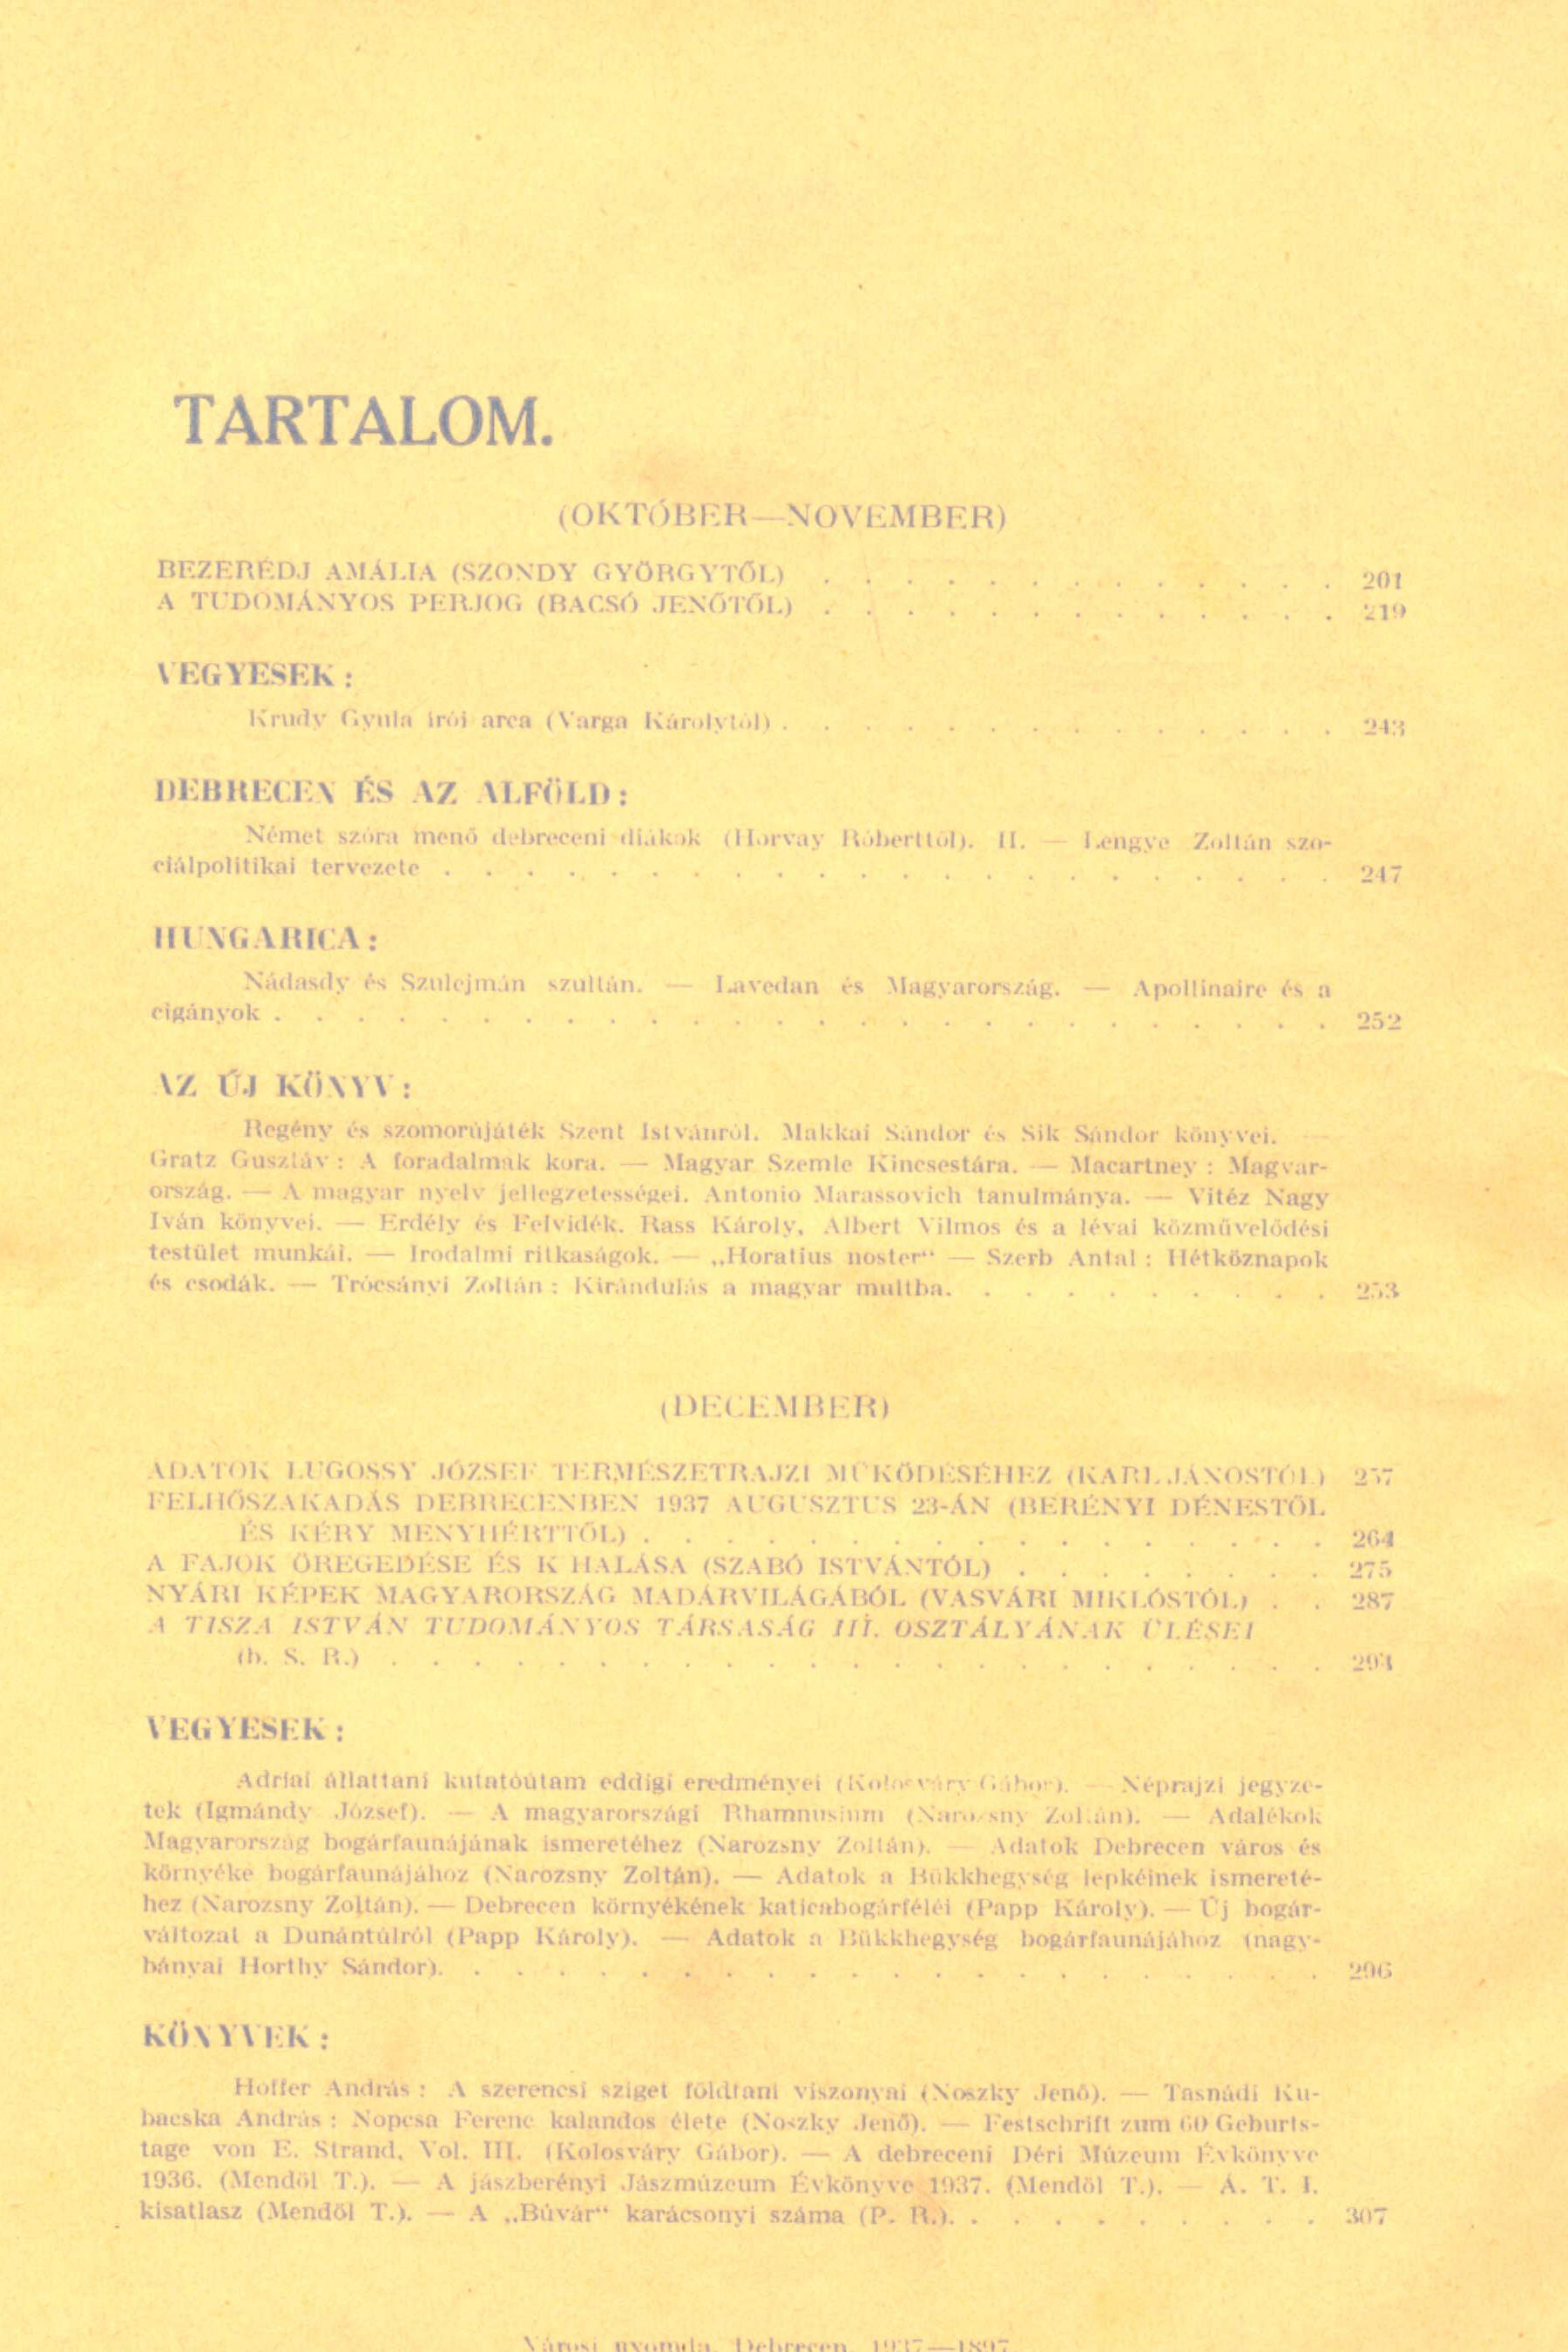 TARTALOM.
(OKTÓBER—NOVEMBER)
BEZERÉDJ AMÁLIA (SZONDY GYÖRGYTŐL) . . . . . . . . . . . . . 201
A TUDOMÁNYOS PERJOG (BACSÓ JENŐTŐL) . . . . . . . . . . . . . 219
VEGYESEK :
Krudy Gyula írói arca (Varga Károlytól) . . . . . . . . . . . . . . 243
DEBRECEN ÉS AZ ALFÖLD :
Német szóra menő debreceni diákok (Horvay Róberttől). II. — Lengye Zoltán szo-
ciálpolitikai tervezete . . . . . . . . . . . . . . . . . . . . . . 247
HUNGARICA :
Nádasdy és Szulejmán szultán. — Lavedan és Magyarország. — Apollinaire és a
cigányok . . . . . . . . . . . . . . . . . . . . . . . . . . 252
AZ ÚJ KÖNYV :
Regény és szomorújáték Szent Istvánról. Makkai Sándor és Sík Sándor könyvei. —
Gratz Gusztáv : A foradalmak kora. — Magyar Szemle Kincsestára. — Macartney : Magyar-
ország. — A magyar nyelv jellegzetességei. Antonio Marassovich tanulmánya. — Vitéz Nagy
Iván könyvei. — Erdély és Felvidék. Rass Károly, Albert Vilmos és a lévai közművelődési
testület munkái. — Irodalmi ritkaságok. — „Horatius noster“ — Szerb Antal : Hétköznapok
és csodák. — Trócsányi Zoltán : Kirándulás a magyar multba. . . . . . . . . . 253
(DECEMBER)
ADATOK LUGOSSY JÓZSEF TERMÉSZETRAJZI MŰKÖDÉSÉHEZ (KARL JÁNOSTÓL) 257
FELHŐSZAKADÁS DEBRECENBEN 1937 AUGUSZTUS 23-ÁN (BERÉNYI DÉNESTŐL
ÉS KÉRY MENYHÉRTTŐL) . . . . . . . . . . . . . . . . . 264
A FAJOK ÖREGEDÉSE ÉS K HALÁSA (SZABÓ ISTVÁNTÓL) . . . . . . . . 275
NYÁRI KÉPEK MAGYARORSZÁG MADÁRVILÁGÁBÓL (VASVÁRI MIKLÓSTÓL) . . 287
A TISZA ISTVÁN TUDOMÁNYOS TÁRSASÁG III. OSZTÁLYÁNAK ÜLÉSEI
(b. S. R.) . . . . . . . . . . . . . . . . . . . . . . . 293
VEGYESEK :
Adriai állattani kutatóútam eddigi eredményei (Kolosváry Gábor). — Néprajzi jegyze-
tek (Igmándy József). — A magyarországi Rhamnusium (Narozsny Zoltán). — Adalékok
Magyarország bogárfaunájának ismeretéhez (Narozsny Zoltán). — Adatok Debrecen város és
környéke bogárfaunájához (Narozsny Zoltán). — Adatok a Bükkhegység lepkéinek ismereté-
hez (Narozsny Zoltán). — Debrecen környékének katicabogárféléi (Papp Károly). — Új bogár-
változat a Dunántúlról (Papp Károly). — Adatok a Bükkhegység bogárfaunájához (nagy-
bányai Horthy Sándor). . . . . . . . . . . . . . . . . . . . . . 296
KÖNYVEK :
Hoffer András : A szerencsi sziget földtani viszonyai (Noszky Jenő). — Tasnádi Ku-
bacska András : Nopcsa Ferenc kalandos élete (Noszky Jenő). — Festschrift zum 60 Geburts-
tage von E. Strand, Vol. III. (Kolosváry Gábor). — A debreceni Déri Múzeum Évkönyve
1936. (Mendöl T.). — A jászberényi Jászmúzeum Évkönyve 1937. (Mendöl T.). — Á. T. I.
kisatlasz (Mendöl T.). — A „Búvár“ karácsonyi száma (P. R.). . . . . . . . . . 307
Városi nyomda, Debrecen, 1937—1897